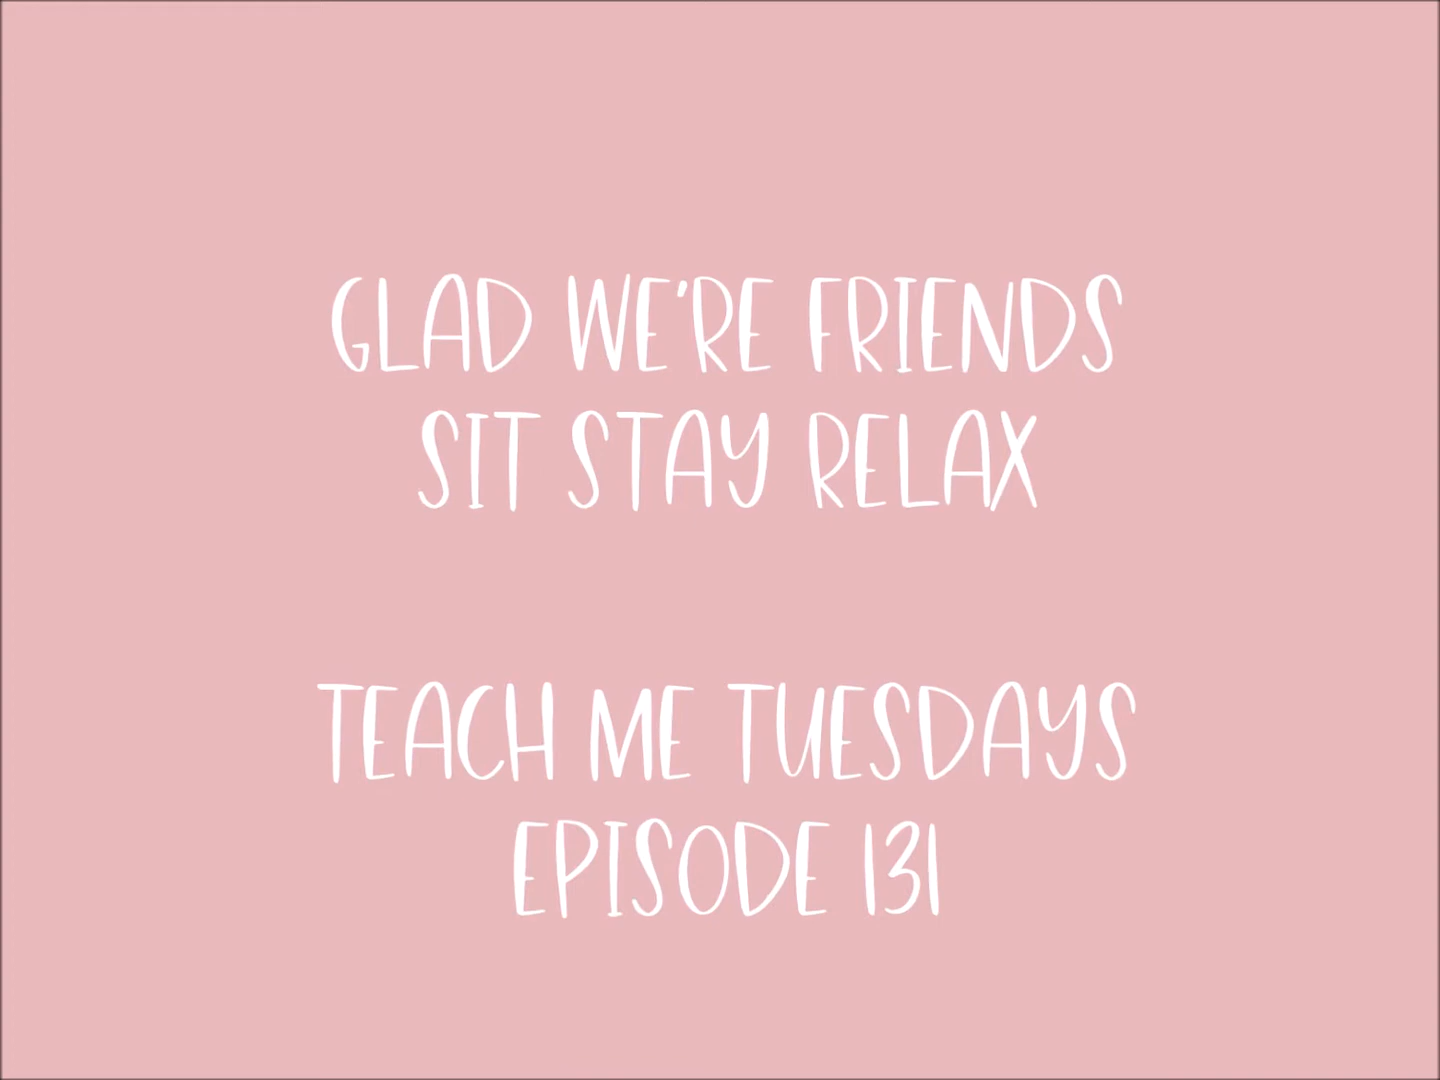 GLAD WE'RE FRIENDS
SIT STAY RELAX
TEACH ME TUESDAYS
EPISODE 131